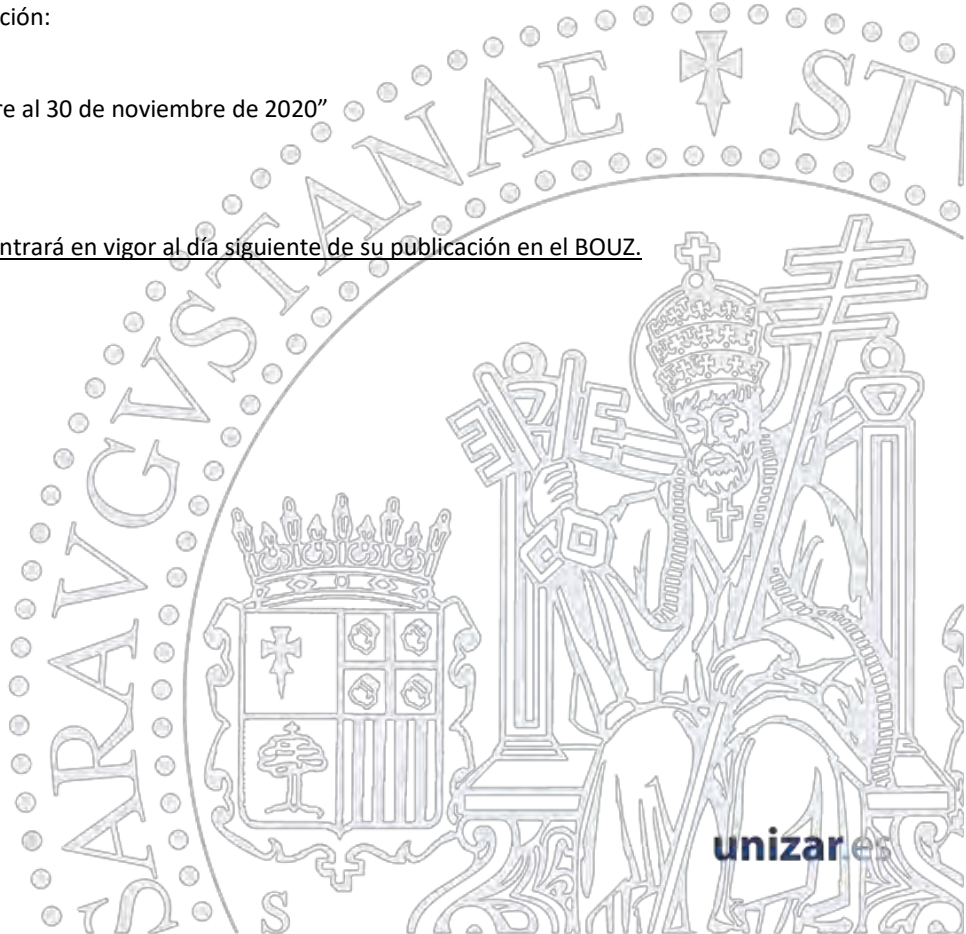 ción:
re al 30 de noviembre de 2020”
ntrará en vigor al día siguiente de su publicación en el BOUZ.
SARAVGVSTANAE ST
S
unizar.es